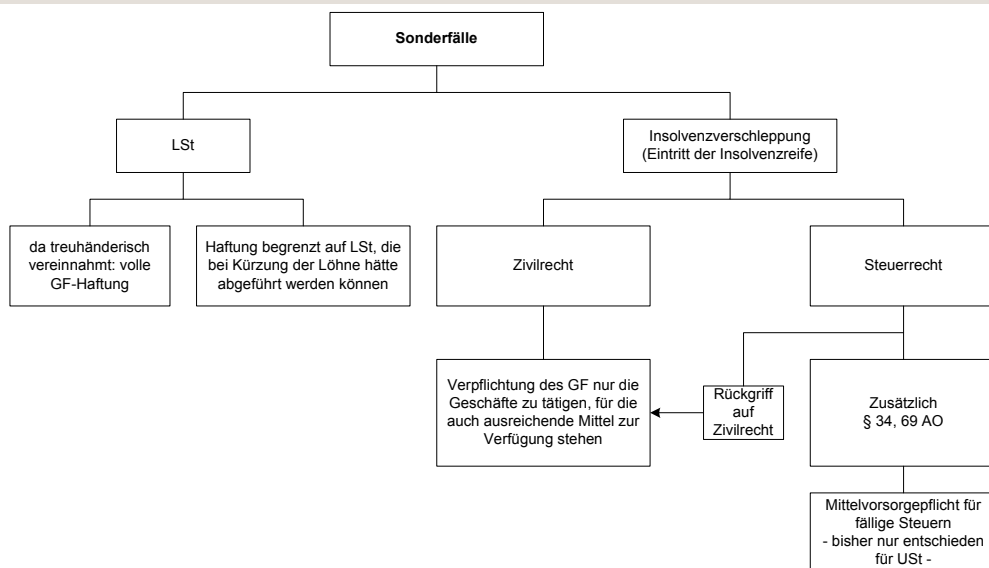 Sonderfälle
LSt
Insolvenzverschleppung
(Eintritt der Insolvenzreife)
da treuhänderisch
vereinnahmt: volle
GF-Haftung
Haftung begrenzt auf LSt, die
bei Kürzung der Löhne hätte
abgeführt werden können
Zivilrecht
Steuerrecht
Verpflichtung des GF nur die
Geschäfte zu tätigen, für die
auch ausreichende Mittel zur
Verfügung stehen
Rückgriff
auf
Zivilrecht
Zusätzlich
§ 34, 69 AO
Mittelvorsorgepflicht für
fällige Steuern
- bisher nur entschieden
für USt -